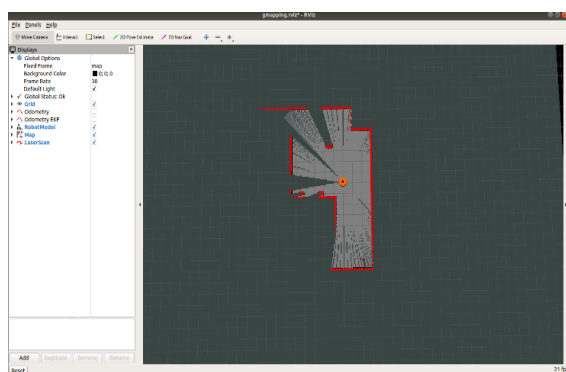 gmapping.rviz* - RViz
File Panels Help
Move Camera Interact Select 2D Pose Estimate 2D Nav Goal
Displays
Global Options
Fixed Frame map
Background Color 0; 0; 0
Frame Rate 30
Default Light ✓
Global Status: Ok
Grid ✓
Odometry
Odometry EKF
RobotModel ✓
Map ✓
LaserScan ✓
Add Duplicate Remove Rename
Reset 21 fps